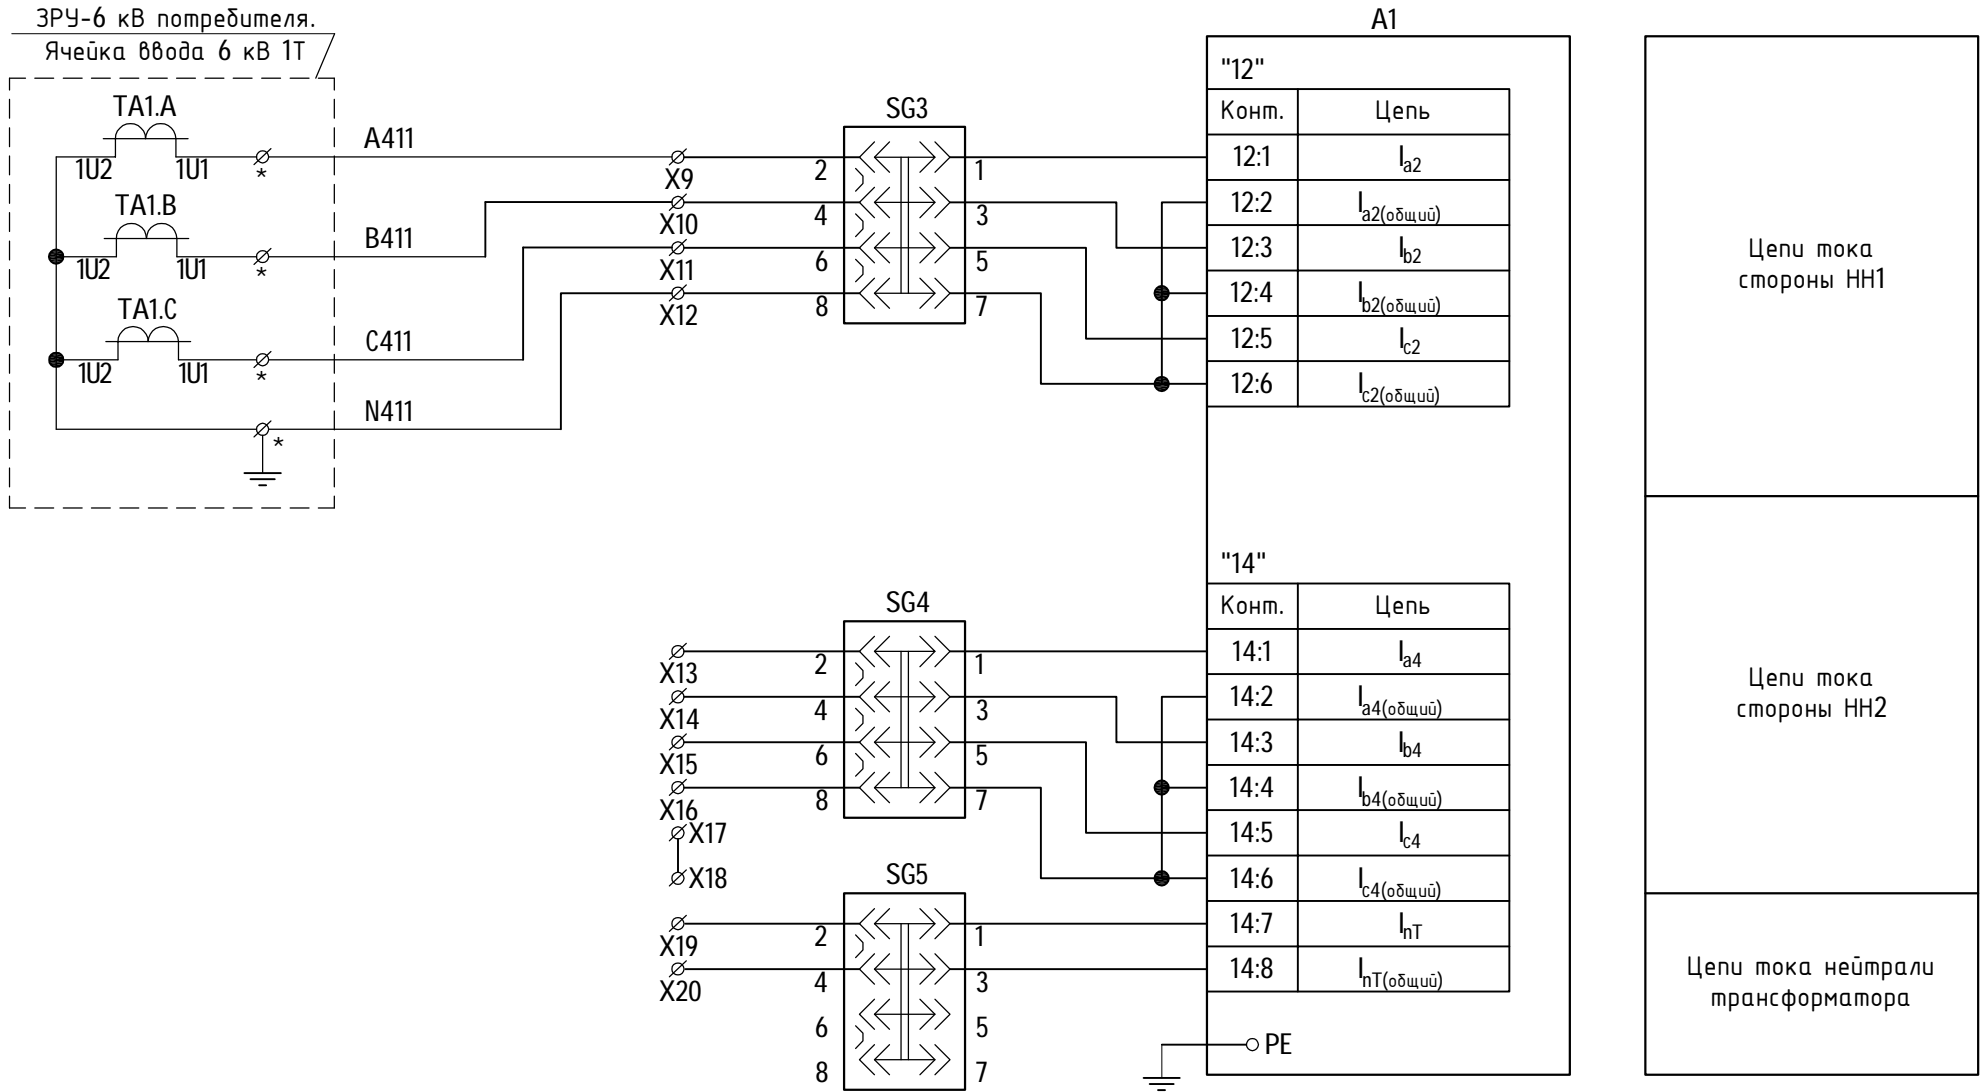 ЗРУ-6 кВ потребителя.
Ячейка ввода 6 кВ 1Т
TA1.A
1U2
1U1
*
A411
TA1.B
1U2
1U1
*
B411
TA1.C
1U2
1U1
*
C411
N411
*
X9
X10
X11
X12
SG3
2
1
4
3
6
5
8
7
A1
"12"
Конт.
Цепь
12:1
Ia2
12:2
Ia2(общий)
12:3
Ib2
12:4
Ib2(общий)
12:5
Ic2
12:6
Ic2(общий)
Цепи тока
стороны НН1
X13
X14
X15
X16
X17
X18
SG4
2
1
4
3
6
5
8
7
"14"
Конт.
Цепь
14:1
Ia4
14:2
Ia4(общий)
14:3
Ib4
14:4
Ib4(общий)
14:5
Ic4
14:6
Ic4(общий)
14:7
InT
14:8
InT(общий)
Цепи тока
стороны НН2
X19
X20
SG5
2
1
4
3
6
5
8
7
PE
Цепи тока нейтрали
трансформатора